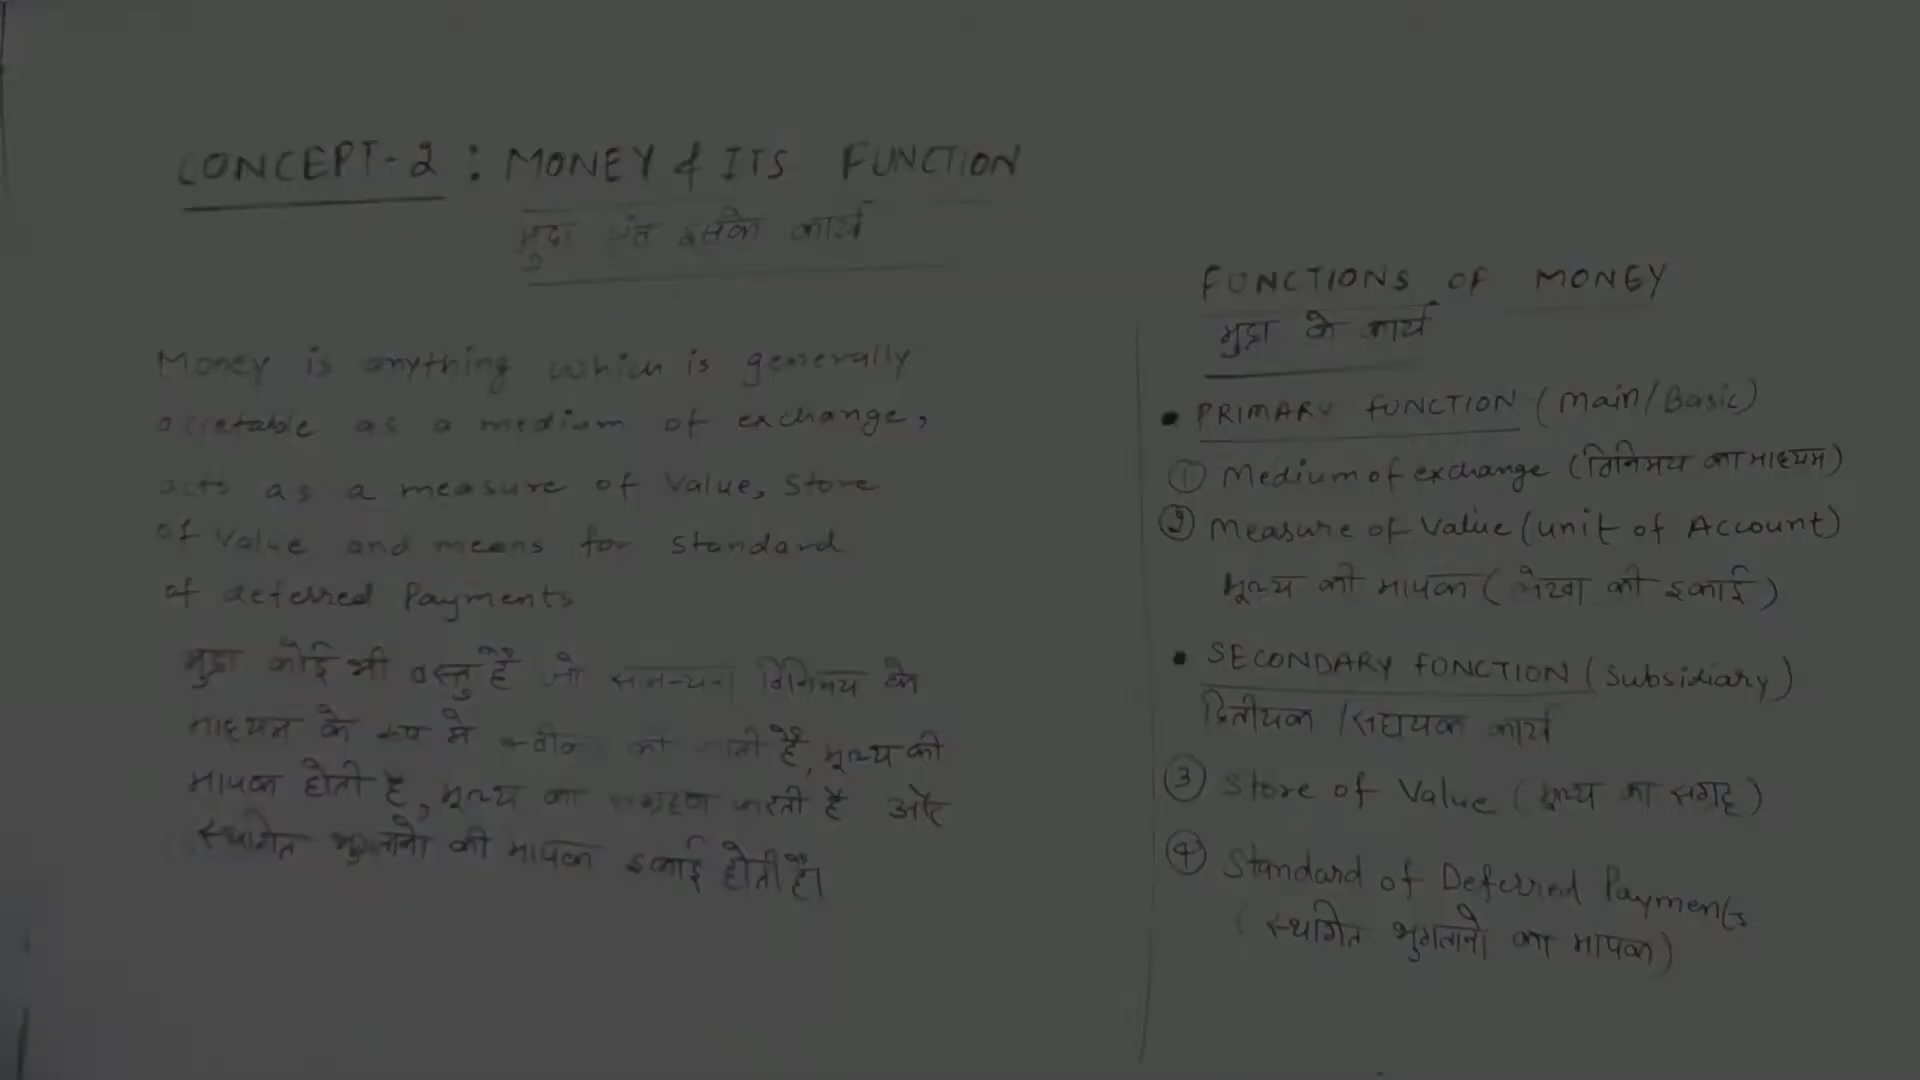 CONCEPT-2 : MONEY & ITS FUNCTION
मुद्रा एंव इसके कार्य
Money is anything which is generally
accetable as a medium of exchange,
acts as a measure of Value, Store
of Value and means for standard
of deferred Payments
मुद्रा कोई भी वस्तु है जो सामन्यत विनिमय के
माध्यम के रूप मे की जाती है, मूल्य की
मापक होती है, मूल्य का संग्रहण करती है और
स्थगित भुगतानो की मापक इकाई होती है।
FUNCTIONS OF MONEY
मुद्रा के कार्य
• PRIMARY FUNCTION (Main/Basic)
① Medium of exchange (विनिमय का माध्यम)
② Measure of Value (unit of Account)
मूल्य की मापक ( लेखा की इकाई )
• SECONDARY FUNCTION (Subsidiary)
द्वितीयक / सहायक कार्य
③ Store of Value ( मूल्य का सग्रह )
④ Standard of Deferred Payments
( स्थगित भुगतानो का मापक )